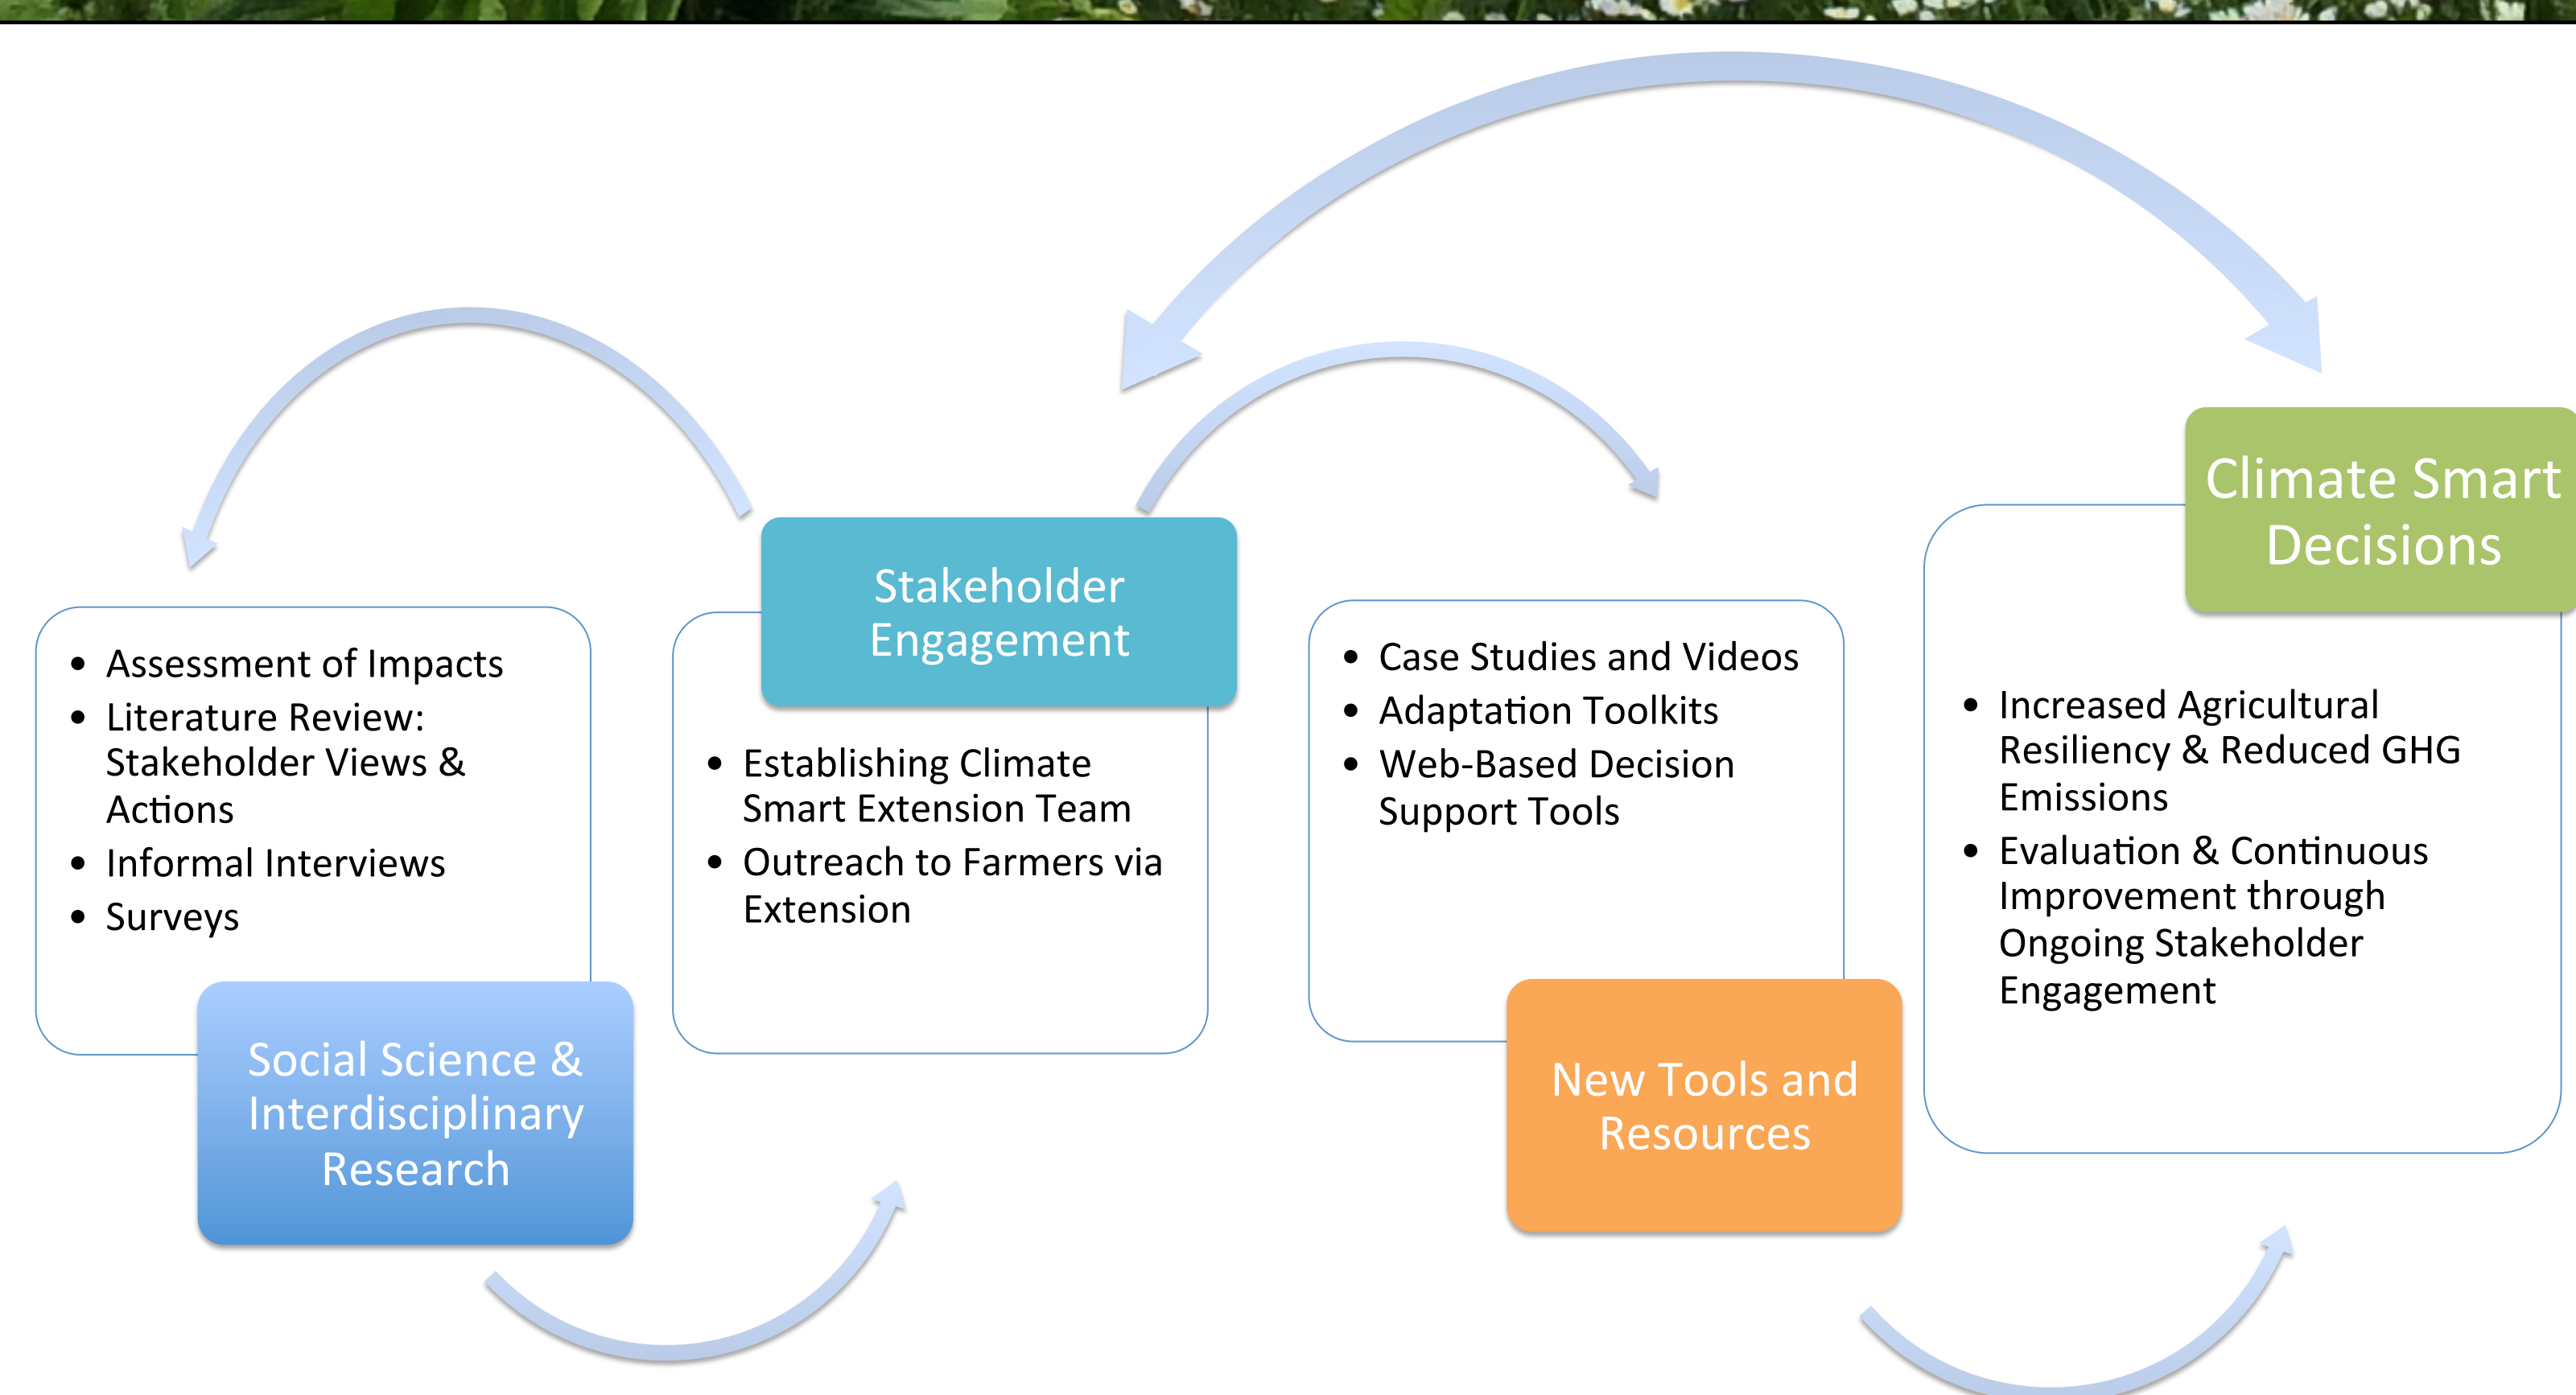 • Assessment of Impacts
• Literature Review:
Stakeholder Views &
Actions
• Informal Interviews
• Surveys
Social Science &
Interdisciplinary
Research
Stakeholder
Engagement
• Establishing Climate
Smart Extension Team
• Outreach to Farmers via
Extension
• Case Studies and Videos
• Adaptation Toolkits
• Web-Based Decision
Support Tools
New Tools and
Resources
Climate Smart
Decisions
• Increased Agricultural
Resiliency & Reduced GHG
Emissions
• Evaluation & Continuous
Improvement through
Ongoing Stakeholder
Engagement